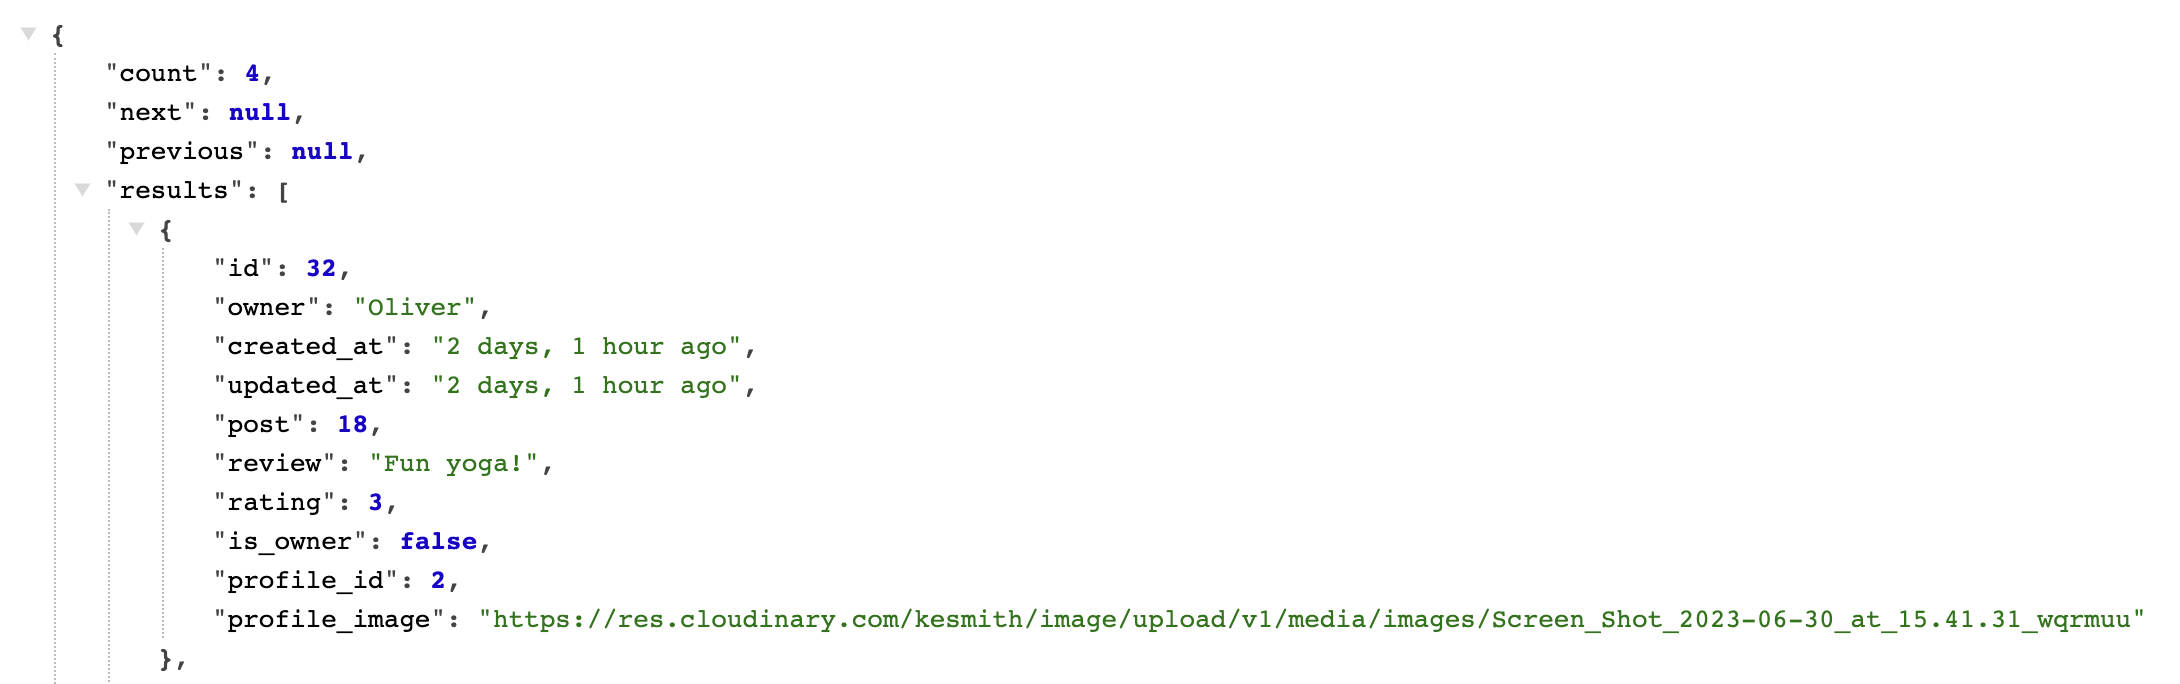 {
"count": 4,
"next": null,
"previous": null,
"results": [
{
"id": 32,
"owner": "Oliver",
"created_at": "2 days, 1 hour ago",
"updated_at": "2 days, 1 hour ago",
"post": 18,
"review": "Fun yoga!",
"rating": 3,
"is_owner": false,
"profile_id": 2,
"profile_image": "https://res.cloudinary.com/kesmith/image/upload/v1/media/images/Screen_Shot_2023-06-30_at_15.41.31_wqrmuu"
},